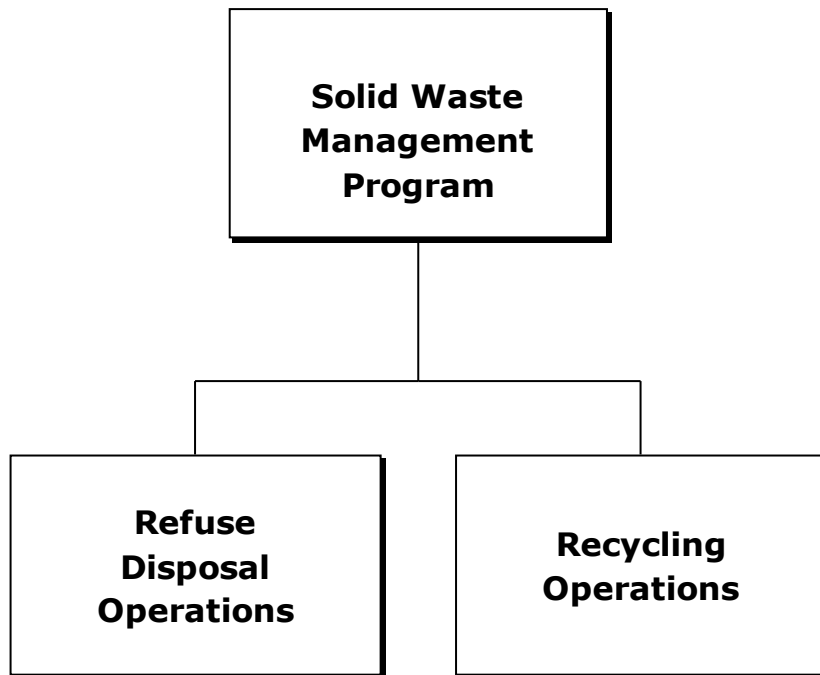 Solid Waste
Management
Program
Refuse
Disposal
Operations
Recycling
Operations